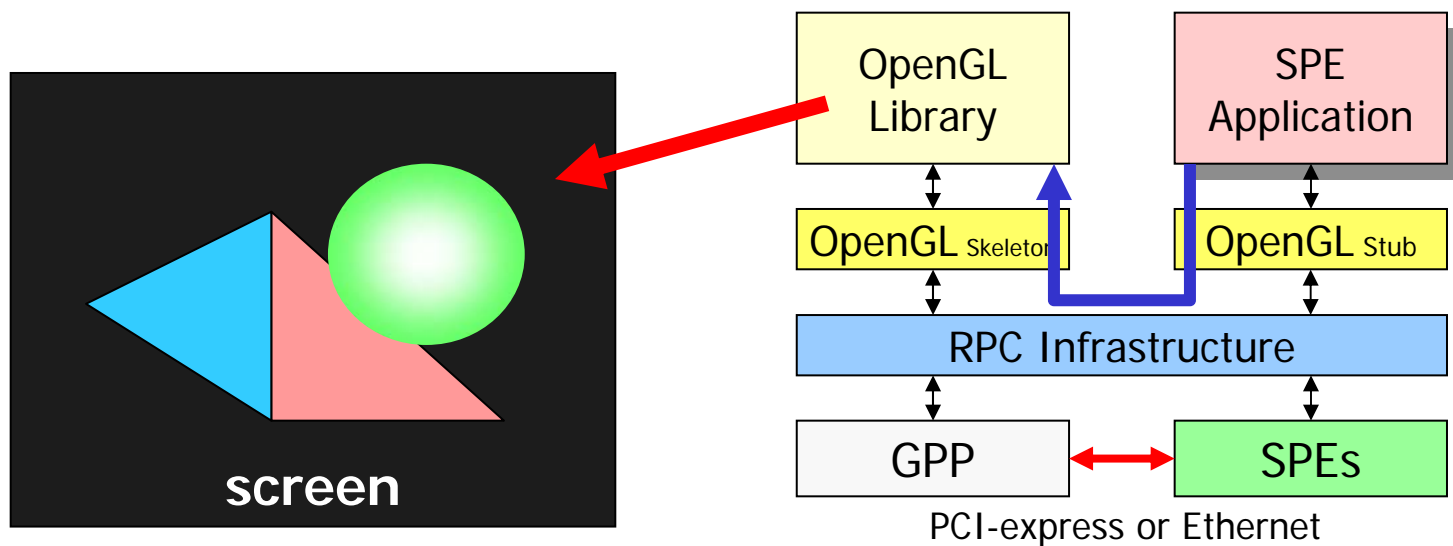 OpenGL
Library
SPE
Application
OpenGL Skeleton
OpenGL Stub
RPC Infrastructure
GPP
SPEs
PCI-express or Ethernet
screen